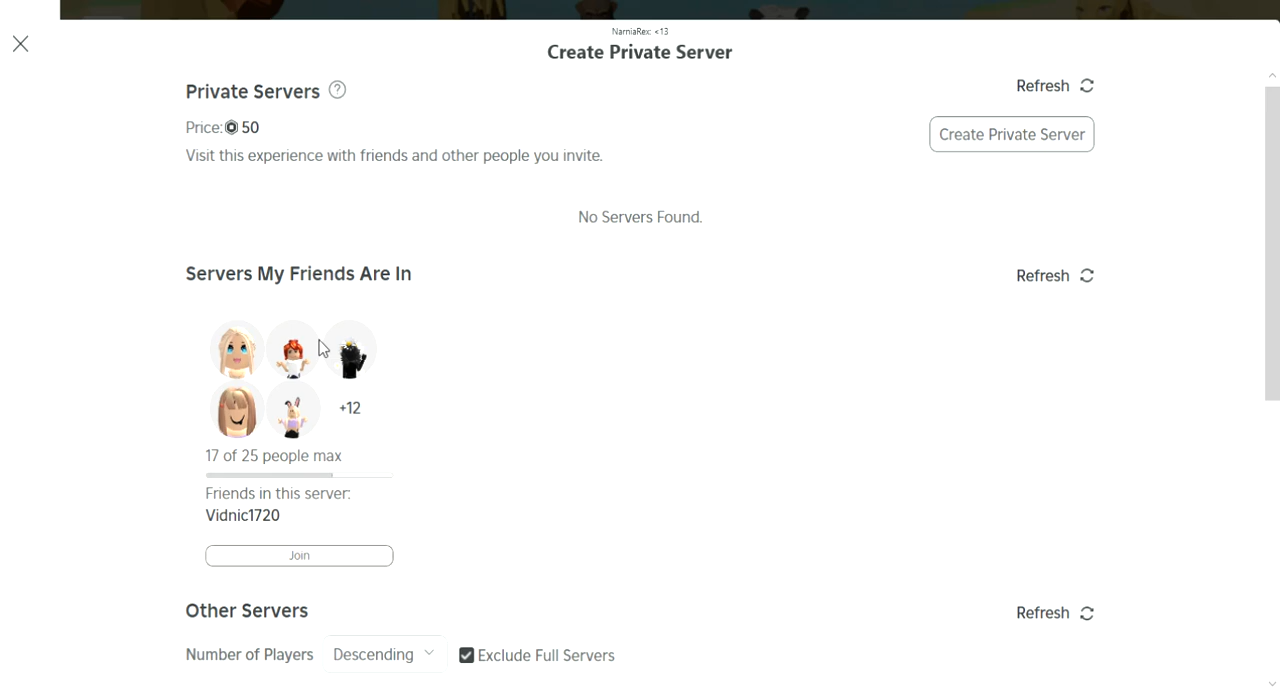 NarniaRex: <13
Create Private Server
Private Servers ?
Refresh
Price: 50
Create Private Server
Visit this experience with friends and other people you invite.
No Servers Found.
Servers My Friends Are In
Refresh
+12
17 of 25 people max
Friends in this server:
Vidnic1720
Join
Other Servers
Refresh
Number of Players Descending Exclude Full Servers